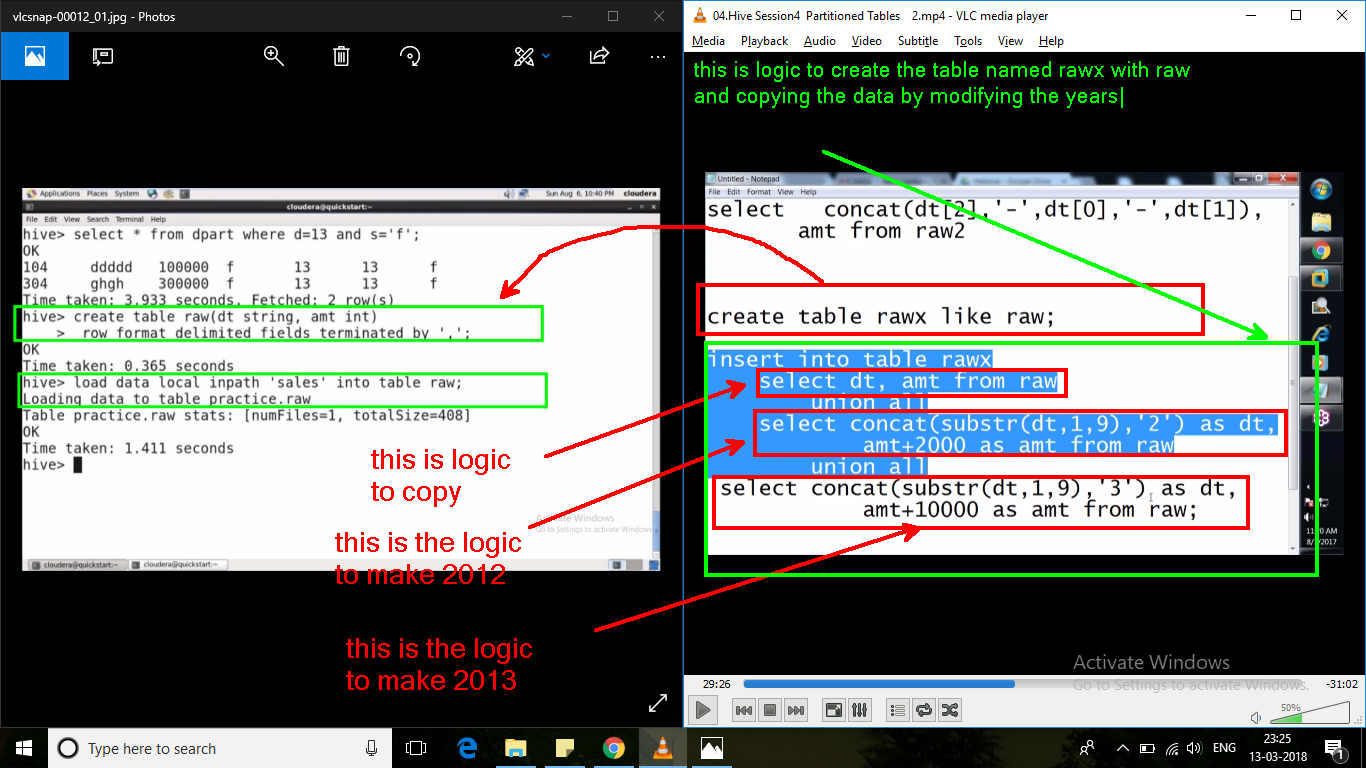 vlcsnap-00012_01.jpg - Photos
Applications Places System
Sun Aug 6, 10:40 PM cloudera
cloudera@quickstart:~
File Edit View Search Terminal Help
hive> select * from dpart where d=13 and s='f';
OK
104 ddddd 100000 f 13 13 f
304 ghgh 300000 f 13 13 f
Time taken: 3.933 seconds, Fetched: 2 row(s)
hive> create table raw(dt string, amt int)
> row format delimited fields terminated by ',';
OK
Time taken: 0.365 seconds
hive> load data local inpath 'sales' into table raw;
Loading data to table practice.raw
Table practice.raw stats: [numFiles=1, totalSize=408]
OK
Time taken: 1.411 seconds
hive>
this is logic
to copy
this is the logic
to make 2012
this is the logic
to make 2013
Activate Windows
Go to Settings to activate Windows.
cloudera@quickstart:~
cloudera@quickstart:~
04.Hive Session4 Partitioned Tables 2.mp4 - VLC media player
Media Playback Audio Video Subtitle Tools View Help
this is logic to create the table named rawx with raw
and copying the data by modifying the years
Untitled - Notepad
File Edit Format View Help
select concat(dt[2],'-',dt[0],'-',dt[1]),
amt from raw2
create table rawx like raw;
insert into table rawx
select dt, amt from raw
union all
select concat(substr(dt,1,9),'2') as dt,
amt+2000 as amt from raw
union all
select concat(substr(dt,1,9),'3') as dt,
amt+10000 as amt from raw;
Activate Windows
Go to Settings to activate Windows.
29:26
-31:02
50%
Type here to search
ENG
23:25
13-03-2018
1